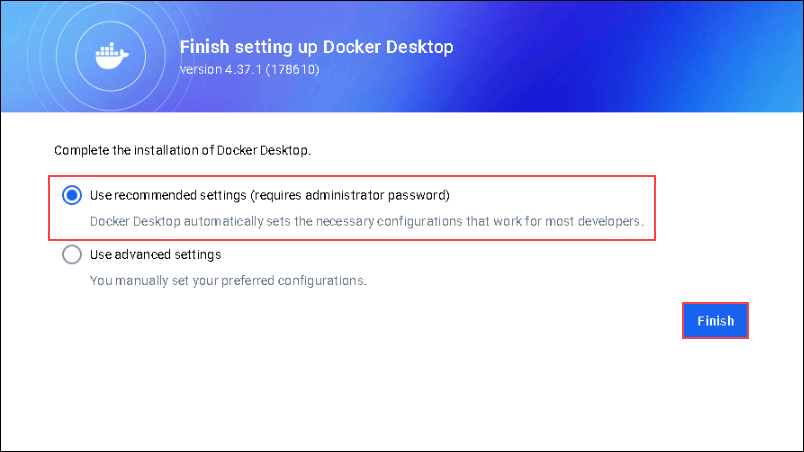 Finish setting up Docker Desktop
version 4.37.1 (178610)
Complete the installation of Docker Desktop.
Use recommended settings (requires administrator password)
Docker Desktop automatically sets the necessary configurations that work for most developers.
Use advanced settings
You manually set your preferred configurations.
Finish